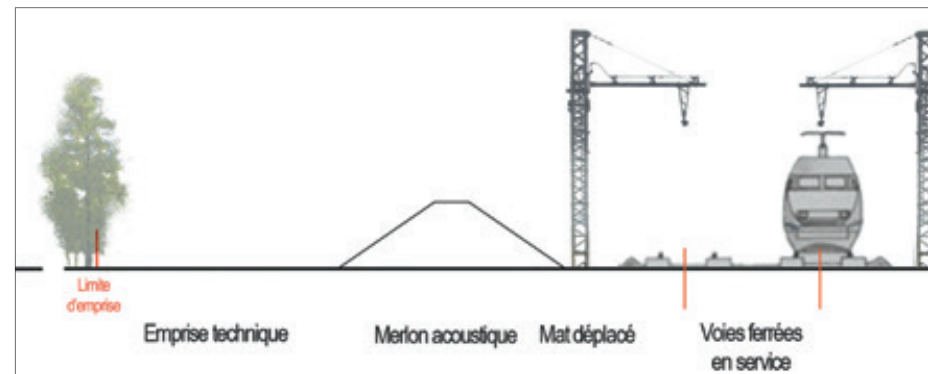 Limite
d'emprise
Emprise technique
Merlon acoustique
Mat déplacé
Voies ferrées
en service